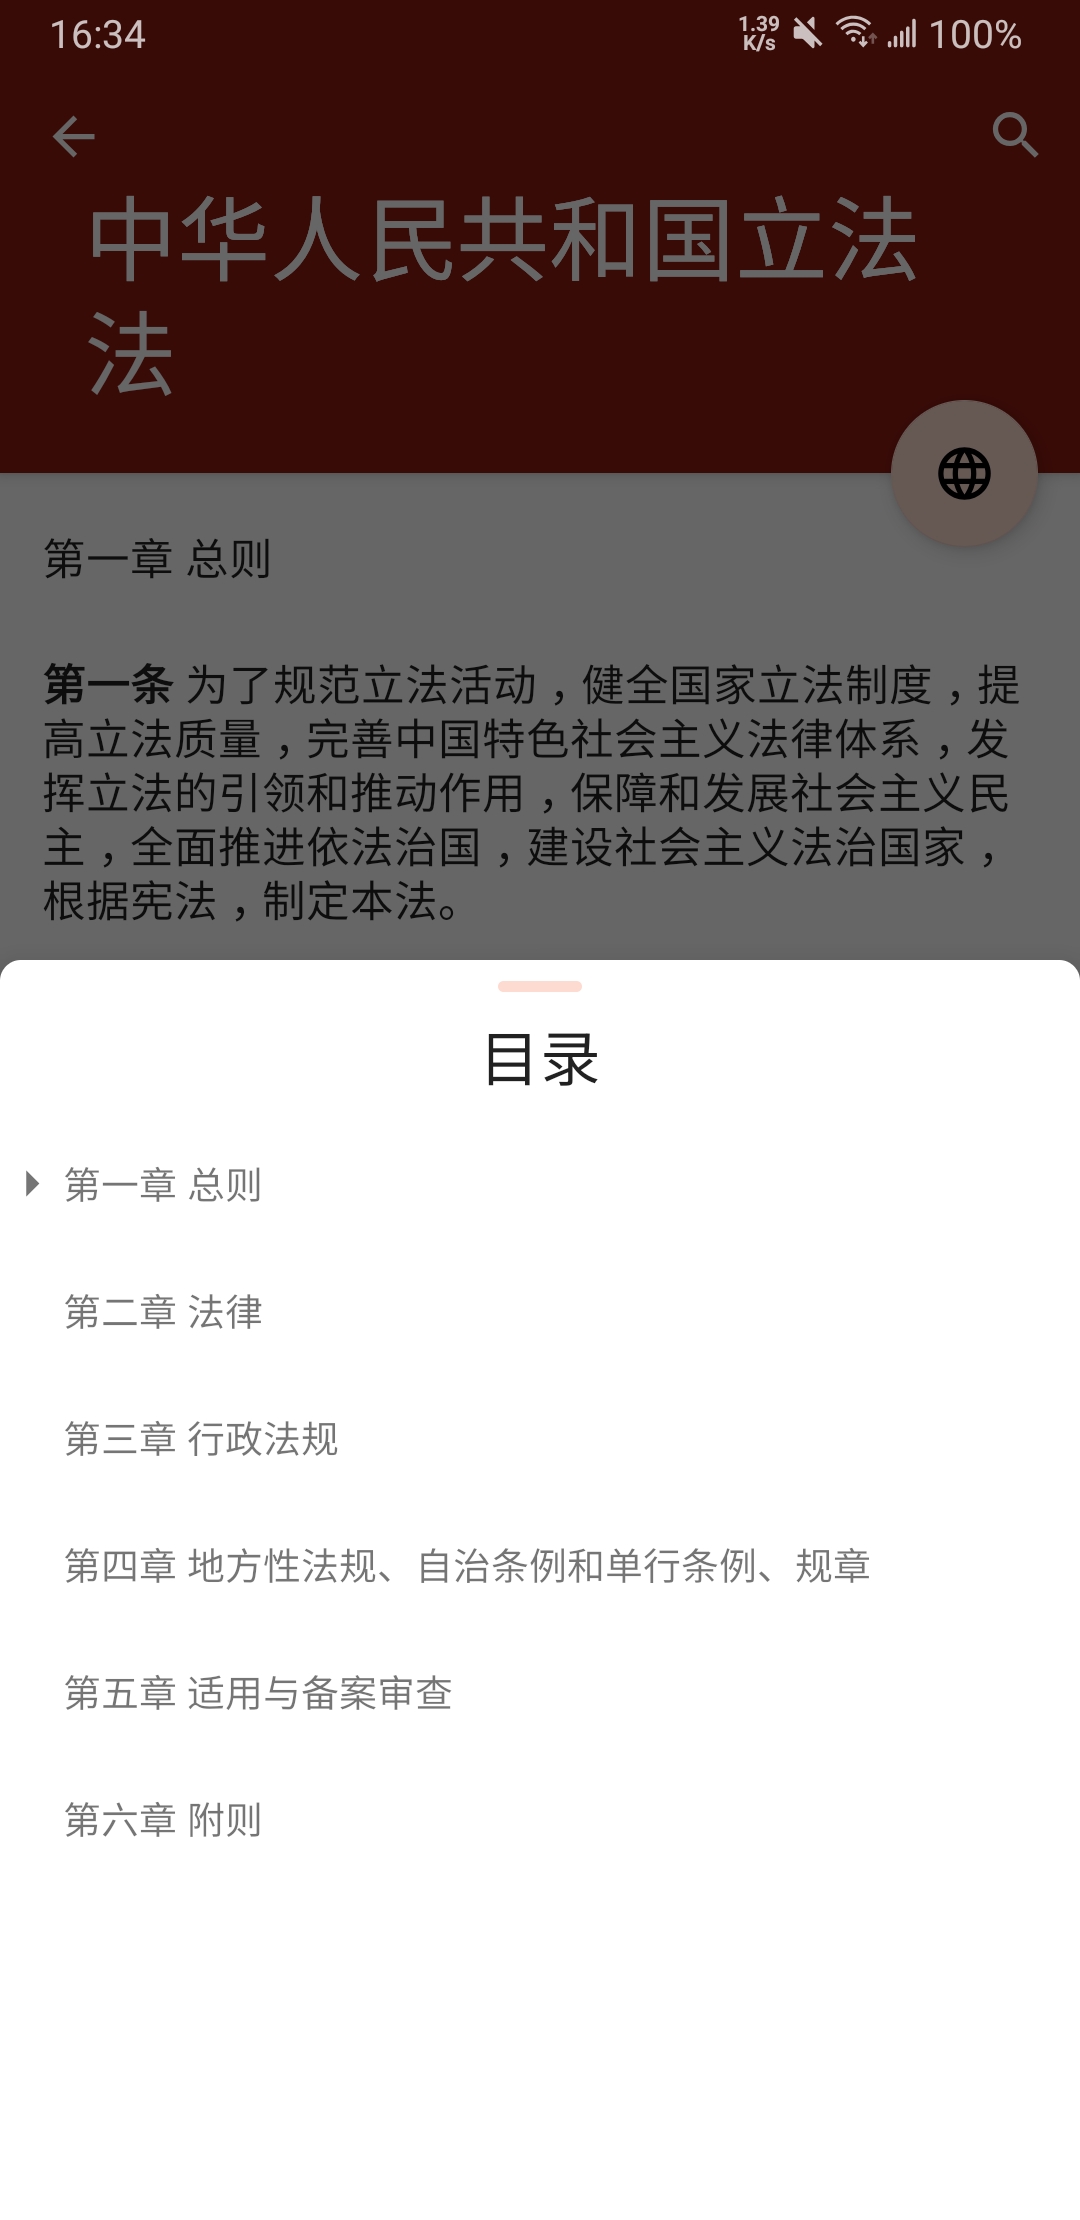 16:34
1.39
K/s
100%
中华人民共和国立法
法
第一章 总则
第一条 为了规范立法活动，健全国家立法制度，提
高立法质量，完善中国特色社会主义法律体系，发
挥立法的引领和推动作用，保障和发展社会主义民
主，全面推进依法治国，建设社会主义法治国家，
根据宪法，制定本法。
目录
第一章 总则
第二章 法律
第三章 行政法规
第四章 地方性法规、自治条例和单行条例、规章
第五章 适用与备案审查
第六章 附则